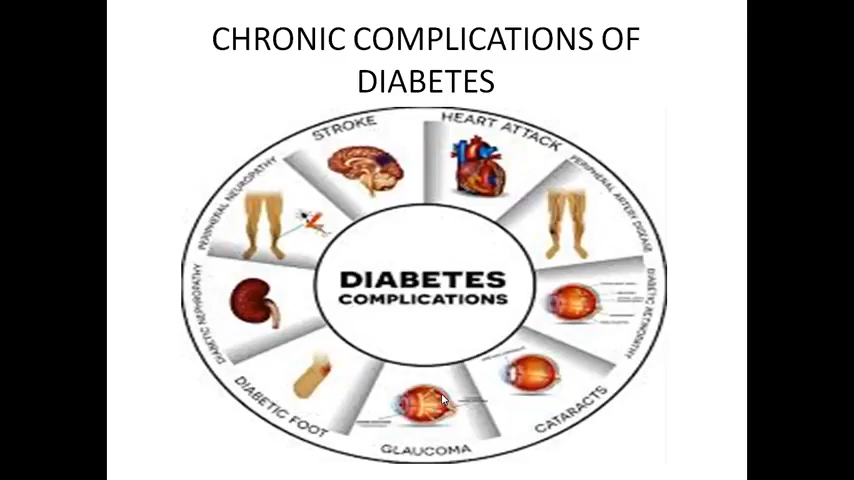 CHRONIC COMPLICATIONS OF
DIABETES
STROKE
HEART ATTACK
PERIPHERAL ARTERY DISEASE
DIABETIC RETINOPATHY
CATARACTS
GLAUCOMA
DIABETIC FOOT
DIABETIC NEPHROPATHY
PERIPHERAL NEUROPATHY
DIABETES
COMPLICATIONS